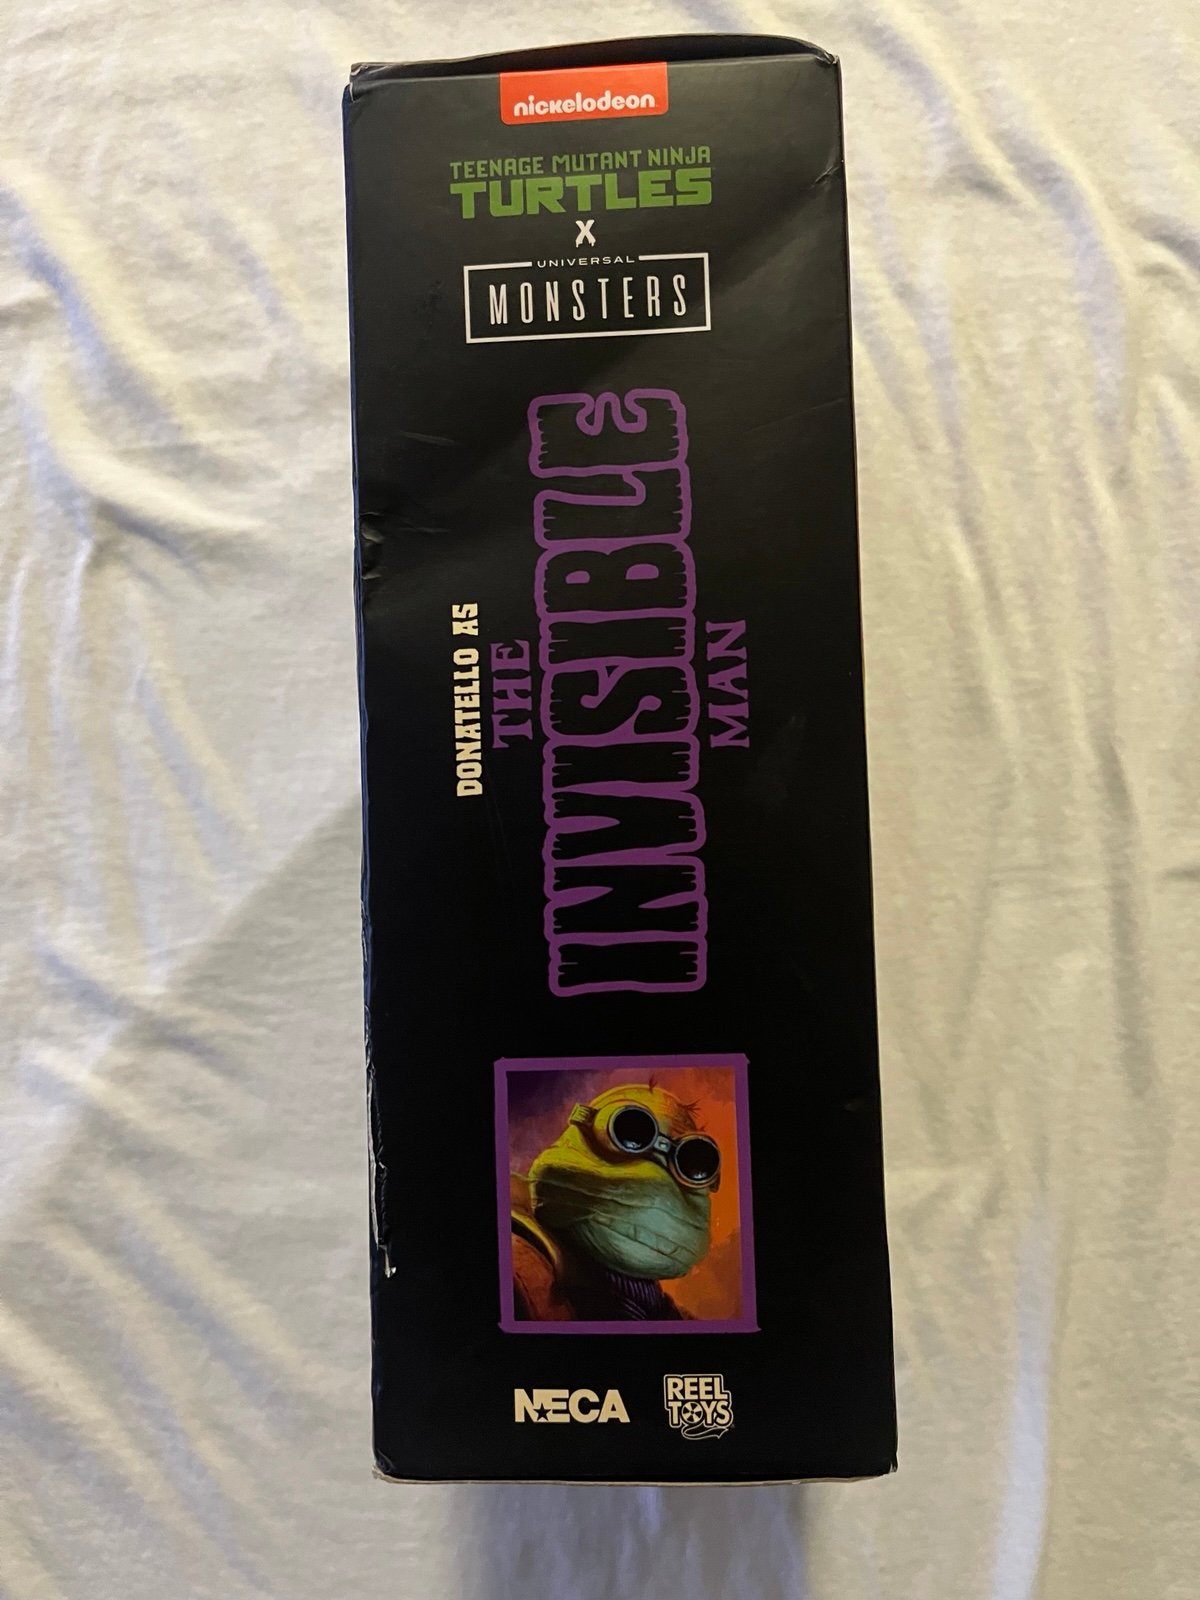 nickelodeon
TEENAGE MUTANT NINJA
TURTLES
X
UNIVERSAL
MONSTERS
DONATELLO AS
THE
INVISIBLE
MAN
NECA
REEL
TOYS